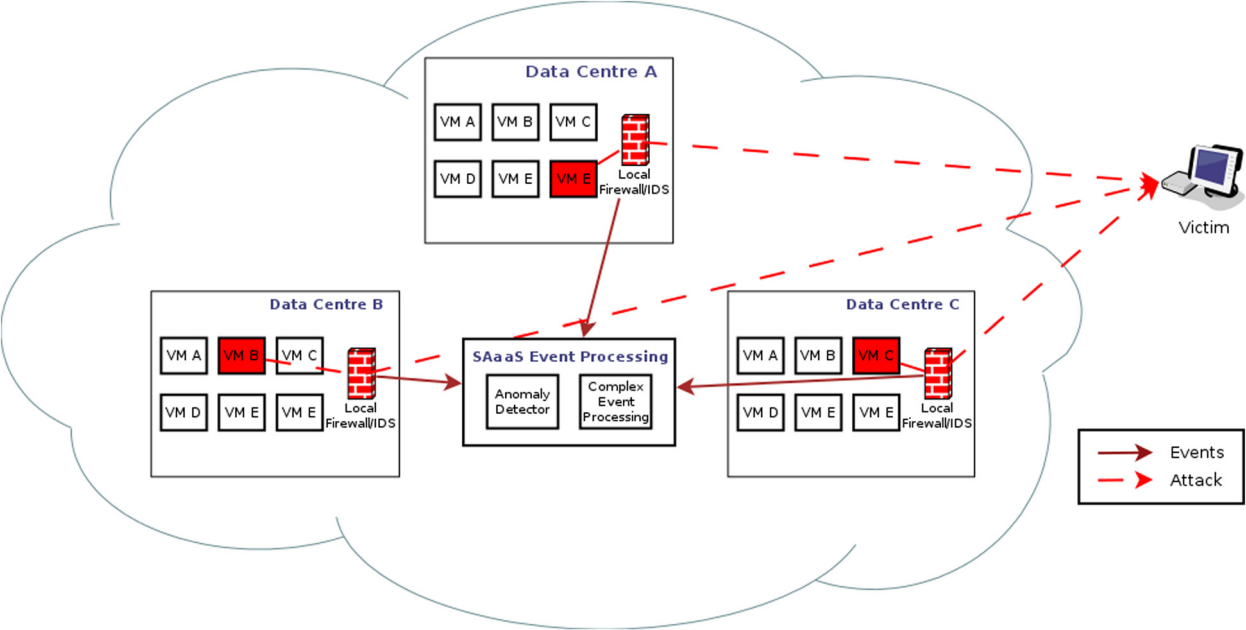 Data Centre A
VM A
VM B
VM C
VM D
VM E
VM E
Local
Firewall/IDS
Victim
Data Centre B
VM A
VM B
VM C
VM D
VM E
VM E
Local
Firewall/IDS
SAaaS Event Processing
Anomaly
Detector
Complex
Event
Processing
Data Centre C
VM A
VM B
VM C
VM D
VM E
VM E
Local
Firewall/IDS
Events
Attack